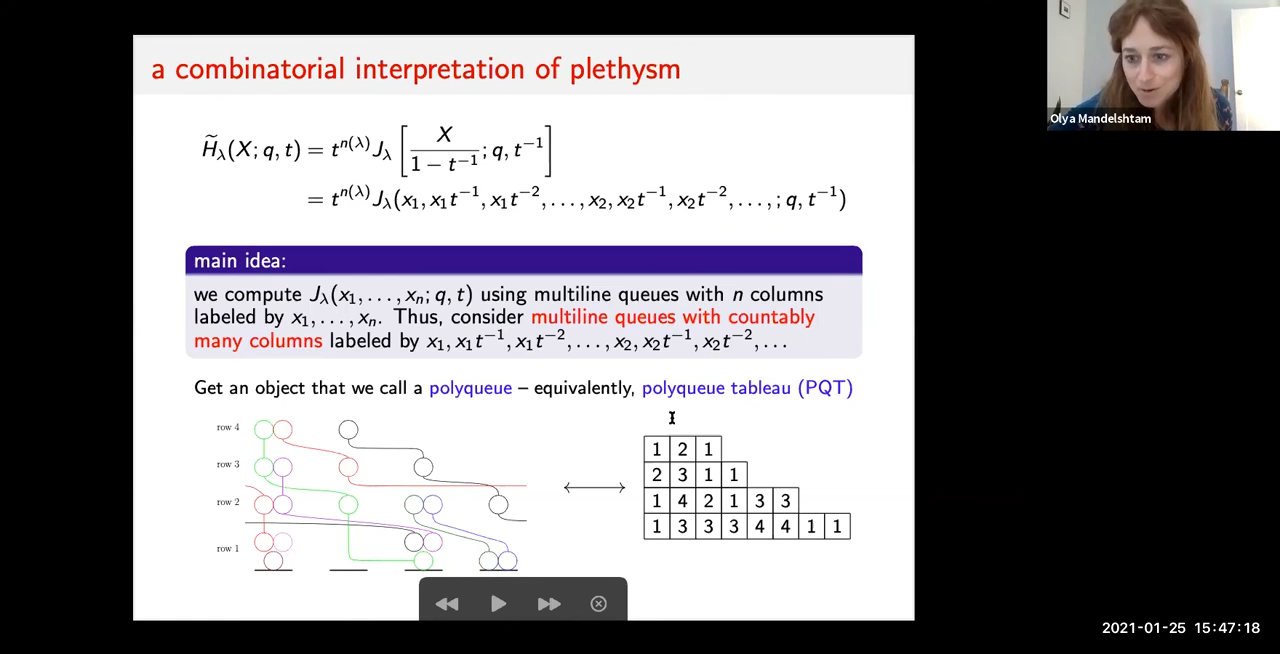 a combinatorial interpretation of plethysm
H̃_λ(X; q, t) = t^{n(λ)} J_λ [ X / (1 − t^{−1}) ; q, t^{−1} ]
= t^{n(λ)} J_λ(x₁, x₁t^{−1}, x₁t^{−2}, . . . , x₂, x₂t^{−1}, x₂t^{−2}, . . . , ; q, t^{−1})
main idea:
we compute J_λ(x₁, . . . , xₙ; q, t) using multiline queues with n columns
labeled by x₁, . . . , xₙ. Thus, consider multiline queues with countably
many columns labeled by x₁, x₁t^{−1}, x₁t^{−2}, . . . , x₂, x₂t^{−1}, x₂t^{−2}, . . .
Get an object that we call a polyqueue – equivalently, polyqueue tableau (PQT)
row 4
row 3
row 2
row 1
1 2 1
2 3 1 1
1 4 2 1 3 3
1 3 3 3 4 4 1 1
Olya Mandelshtam
2021-01-25 15:47:18